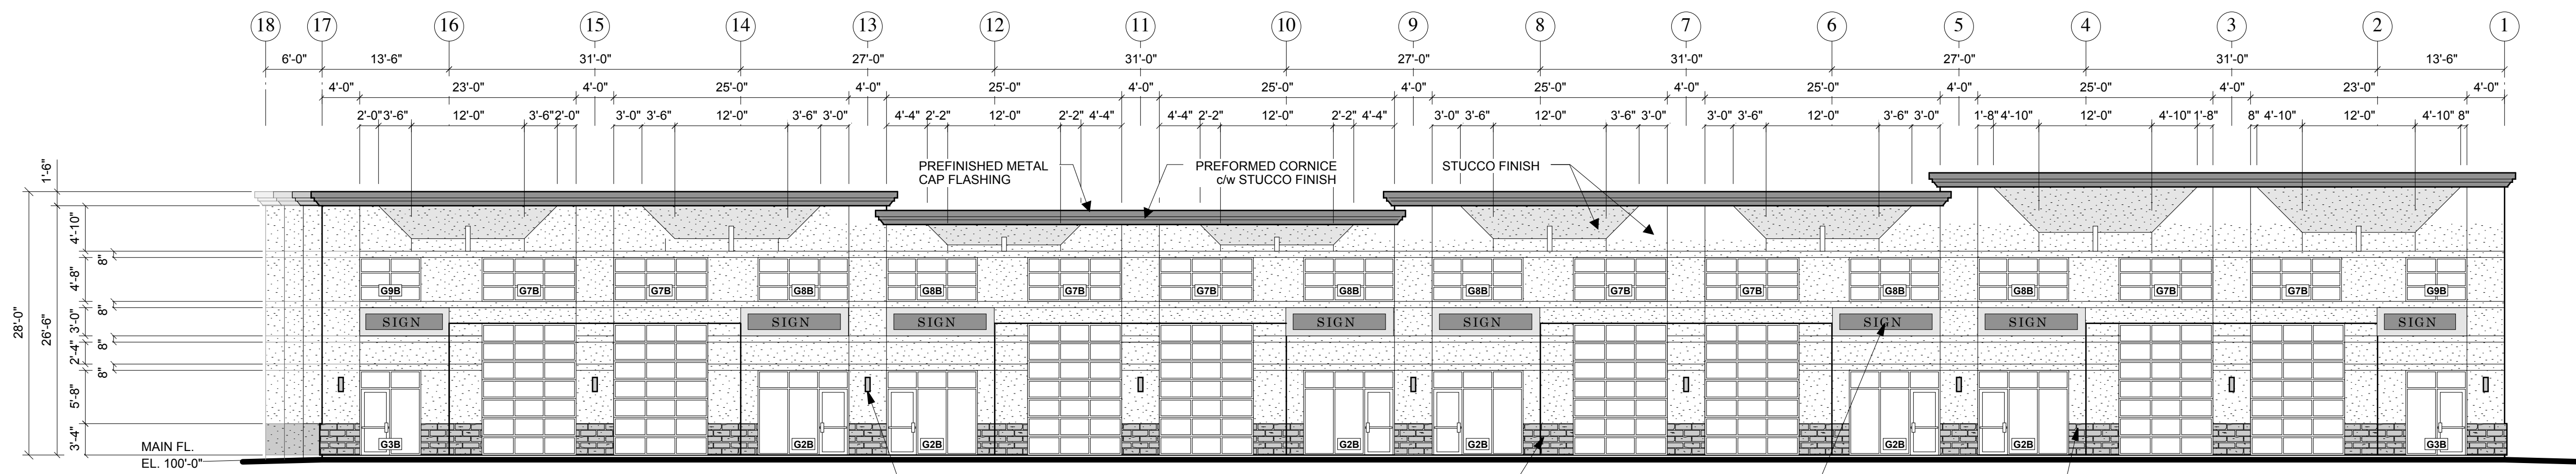 18 17 16 15 14 13 12 11 10 9 8 7 6 5 4 3 2 1
6'-0" 13'-6" 31'-0" 27'-0" 31'-0" 27'-0" 31'-0" 27'-0" 31'-0" 13'-6"
4'-0" 23'-0" 4'-0" 25'-0" 4'-0" 25'-0" 4'-0" 25'-0" 4'-0" 25'-0" 4'-0" 25'-0" 4'-0" 25'-0" 4'-0" 23'-0" 4'-0"
2'-0" 3'-6" 12'-0" 3'-6" 2'-0" 3'-0" 3'-6" 12'-0" 3'-6" 3'-0" 4'-4" 2'-2" 12'-0" 2'-2" 4'-4" 4'-4" 2'-2" 12'-0" 2'-2" 4'-4" 3'-0" 3'-6" 12'-0" 3'-6" 3'-0" 3'-0" 3'-6" 12'-0" 3'-6" 3'-0" 1'-8" 4'-10" 12'-0" 4'-10" 1'-8" 8" 4'-10" 12'-0" 4'-10" 8"
PREFINISHED METAL
CAP FLASHING
PREFORMED CORNICE
c/w STUCCO FINISH
STUCCO FINISH
1'-6"
28'-0"
26'-6"
4'-10"
8"
4'-8"
8"
3'-0"
8"
2'-4"
8"
5'-8"
3'-4"
G9B G7B G7B G8B G8B G7B G7B G8B G8B G7B G7B G8B G8B G7B G7B G9B
SIGN SIGN SIGN SIGN SIGN SIGN SIGN SIGN
G3B G2B G2B G2B G2B G2B G2B G3B
MAIN FL.
EL. 100'-0"